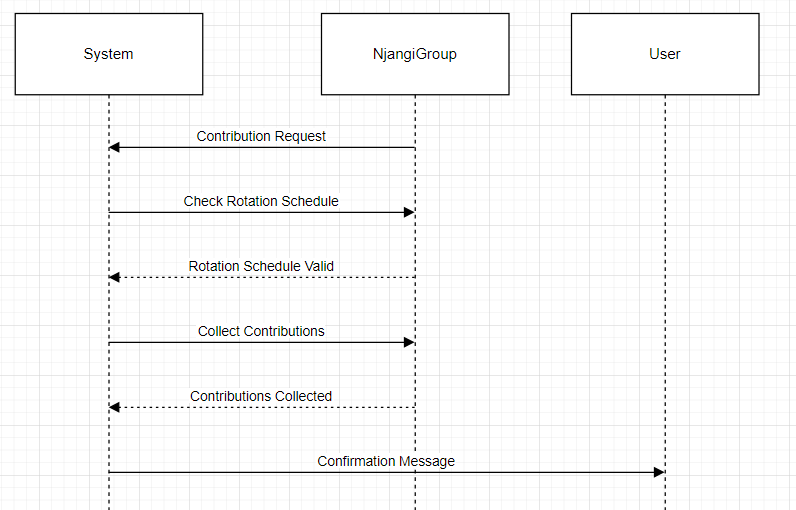 System
NjangiGroup
User
Contribution Request
Check Rotation Schedule
Rotation Schedule Valid
Collect Contributions
Contributions Collected
Confirmation Message